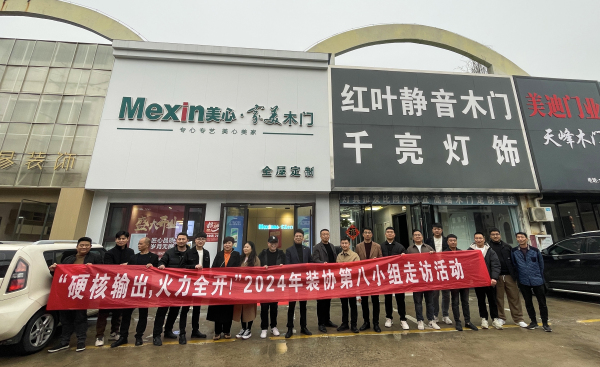 Mexin美心·家美木门
专心专艺 美心美家
全屋定制
红叶静音木门
千亮灯饰
美迪门业
天峰木门
装饰
"硬核输出,火力全开!"2024年装协第八小组走访活动